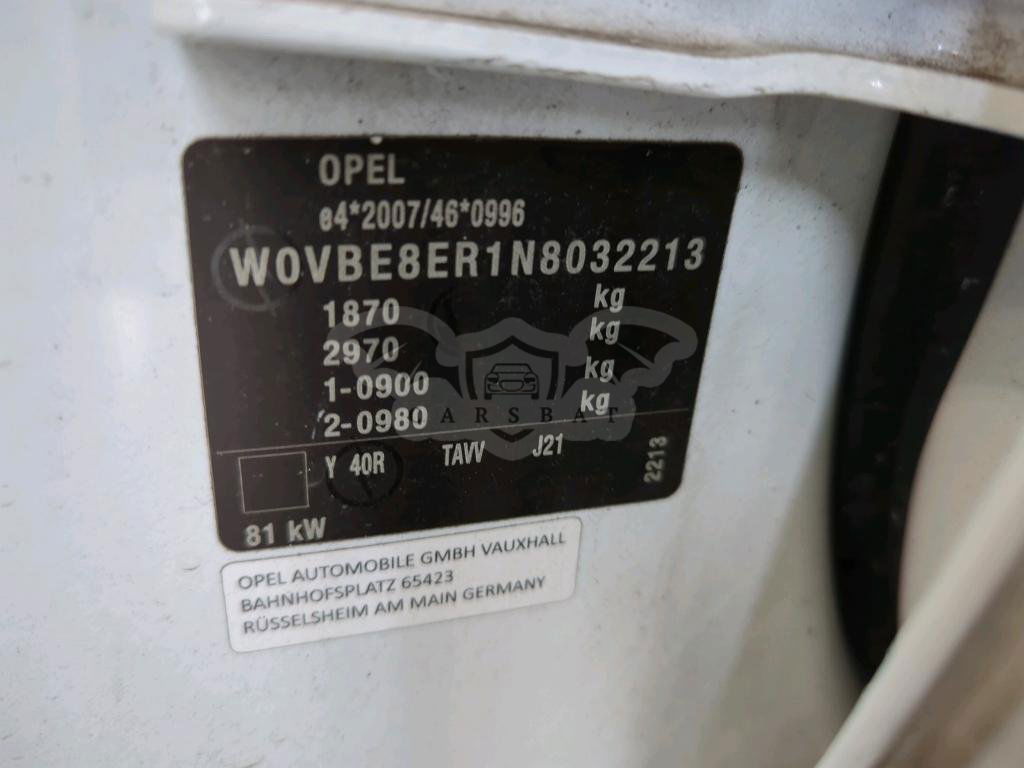 OPEL
e4*2007/46*0996
W0VBE8ER1N8032213
1870 kg
2970 kg
1-0900 kg
2-0980 kg
ARSBAT
Y 40R TAVV J21
2213
81 kW
OPEL AUTOMOBILE GMBH VAUXHALL
BAHNHOFSPLATZ 65423
RÜSSELSHEIM AM MAIN GERMANY